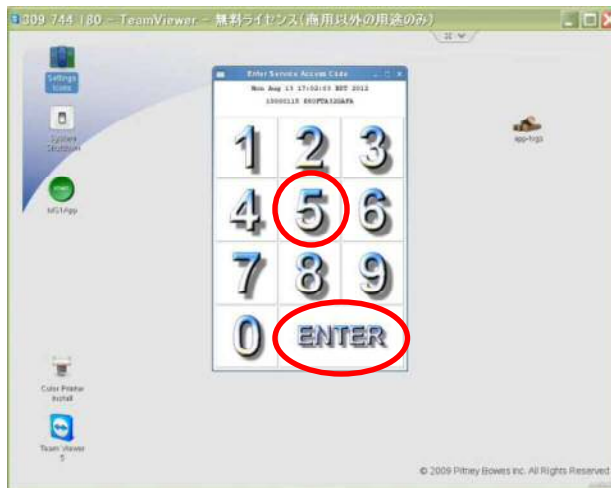 309 744 180 - TeamViewer - 無料ライセンス(商用以外の用途のみ)
Settings
Icons
System
Shutdown
START
MG1App
Enter Service Access Code
Mon Aug 13 17:02:03 EDT 2012
app-logs
1 2 3
4 5 6
7 8 9
0 ENTER
Color Printer
Install
Team Viewer
5
© 2009 Pitney Bowes Inc. All Rights Reserved